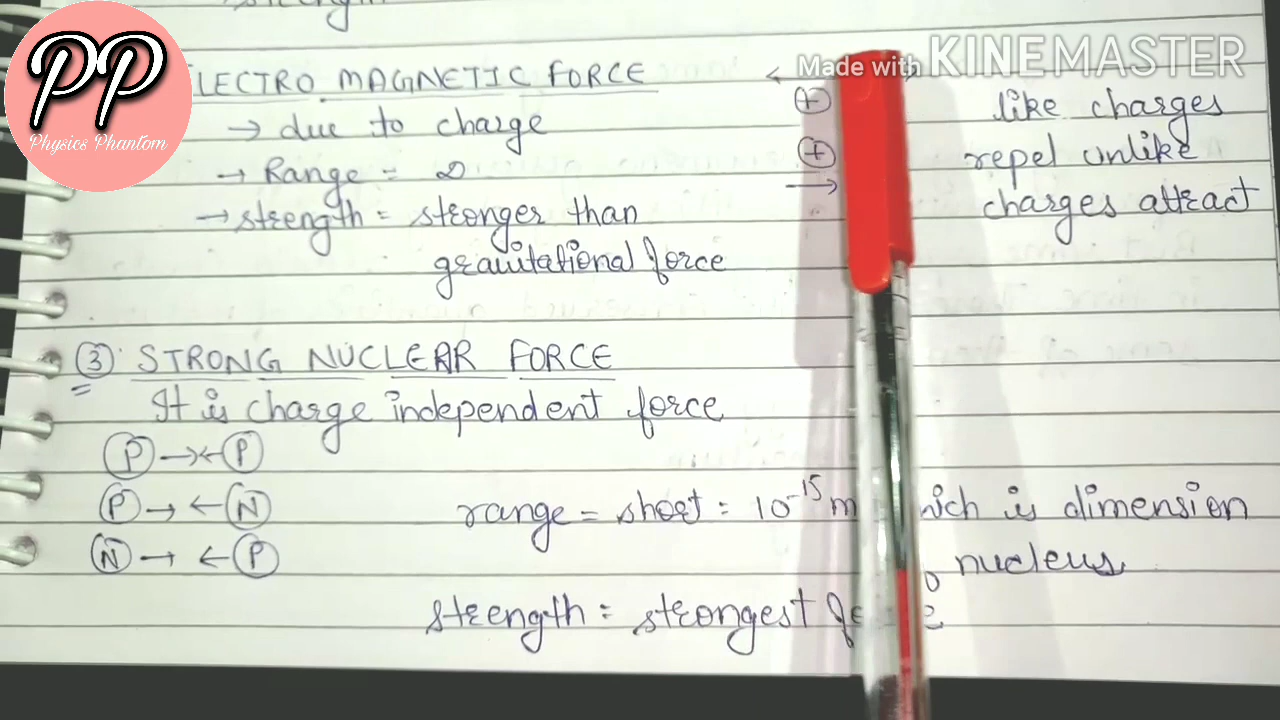 strength
PP
Physics Phantom
Made with KINEMASTER
LECTRO MAGNETIC FORCE
→ due to charge
→ Range = ∞
→ strength = stronger than
gravitational force
← 
+
+
→
like charges
repel unlike
charges attract
③ STRONG NUCLEAR FORCE
It is charge independent force
P →← P
P → ← N
N → ← P
range = short = 10⁻¹⁵ m which is dimension
nucleus
strength = strongest